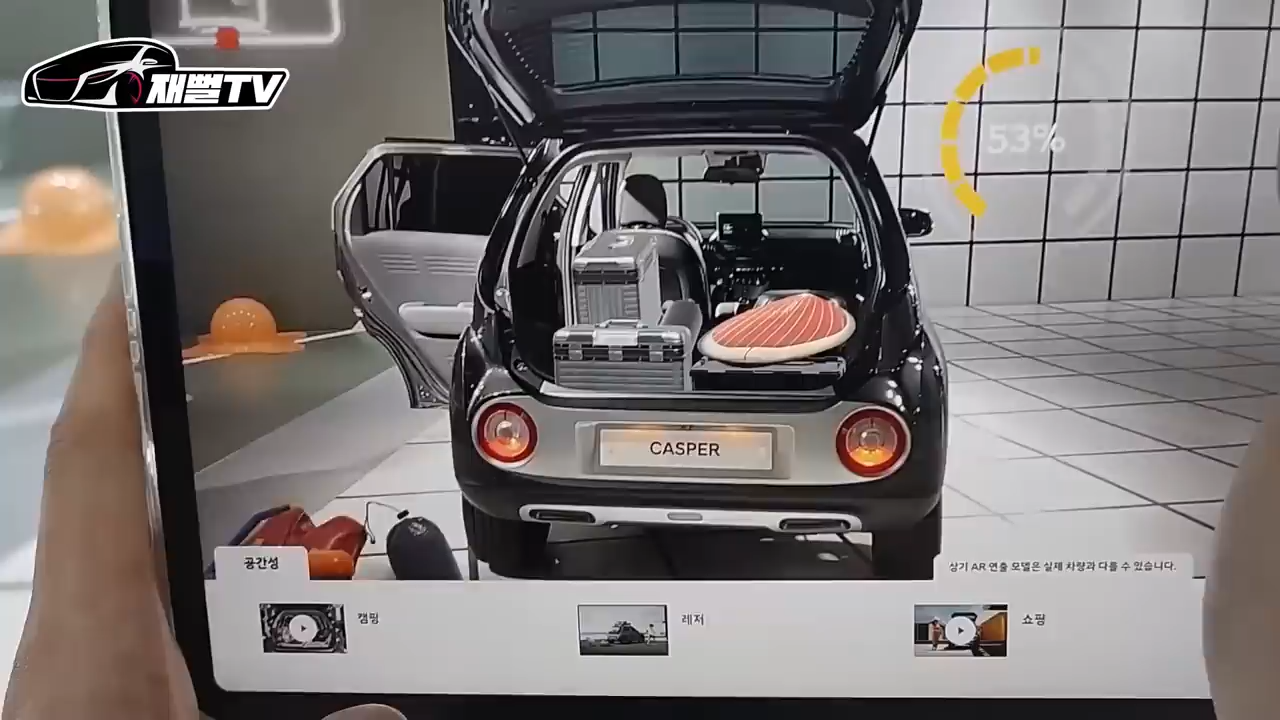 재뻘TV
53%
CASPER
공간성
상기 AR 연출 모델은 실제 차량과 다를 수 있습니다.
캠핑
레저
쇼핑